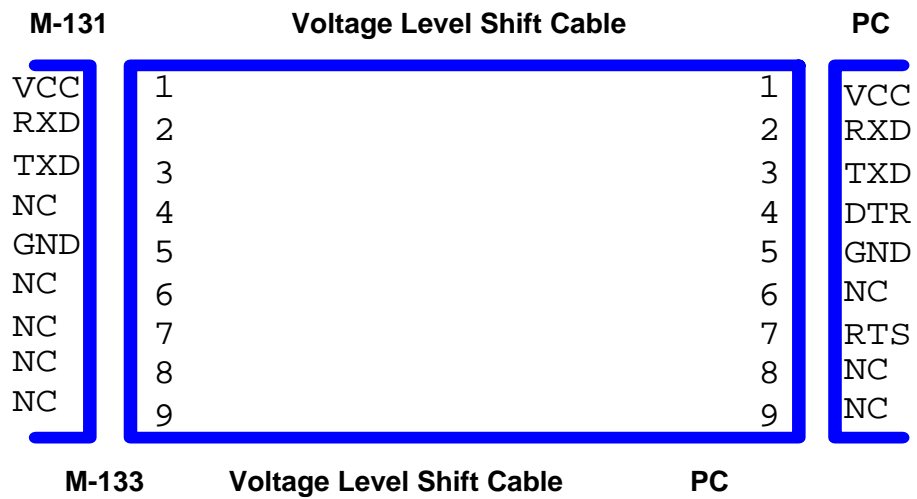 M-131 Voltage Level Shift Cable PC
VCC 1 1 VCC
RXD 2 2 RXD
TXD 3 3 TXD
NC 4 4 DTR
GND 5 5 GND
NC 6 6 NC
NC 7 7 RTS
NC 8 8 NC
NC 9 9 NC
M-133 Voltage Level Shift Cable PC